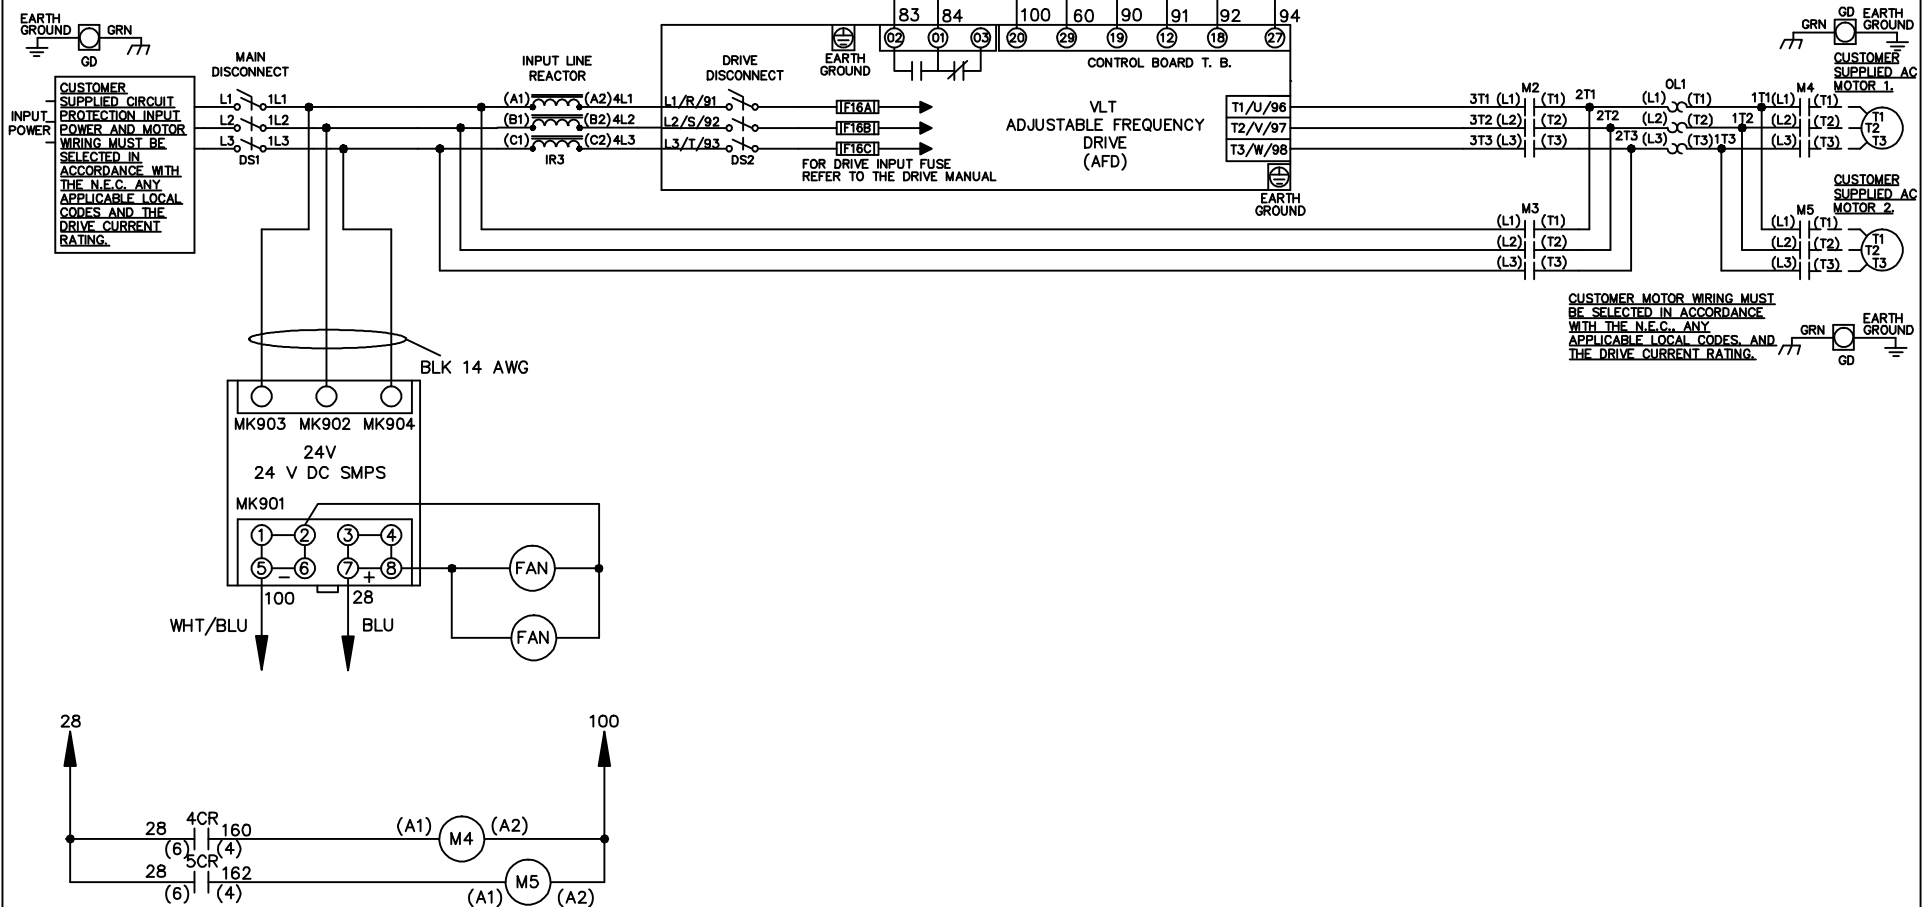 83 84 100 60 90 91 92 94
02 01 03 20 29 19 12 18 27
EARTH
GROUND
GRN
GD
MAIN
DISCONNECT
INPUT LINE
REACTOR
DRIVE
DISCONNECT
EARTH
GROUND
CONTROL BOARD T. B.
GD EARTH
GROUND
GRN
CUSTOMER
SUPPLIED AC
MOTOR 1.
INPUT
POWER
CUSTOMER
SUPPLIED CIRCUIT
PROTECTION INPUT
POWER AND MOTOR
WIRING MUST BE
SELECTED IN
ACCORDANCE WITH
THE N.E.C. ANY
APPLICABLE LOCAL
CODES AND THE
DRIVE CURRENT
RATING.
L1 1L1
L2 1L2
L3 1L3
DS1
(A1) (A2) 4L1
(B1) (B2) 4L2
(C1) (C2) 4L3
IR3
L1/R/91
L2/S/92
L3/T/93
DS2
IF16A
IF16B
IF16C
FOR DRIVE INPUT FUSE
REFER TO THE DRIVE MANUAL
VLT
ADJUSTABLE FREQUENCY
DRIVE
(AFD)
T1/U/96
T2/V/97
T3/W/98
EARTH
GROUND
M2
3T1 (L1) (T1) 2T1
3T2 (L2) (T2) 2T2
3T3 (L3) (T3) 2T3
OL1
(L1) (T1) 1T1
(L2) (T2) 1T2
(L3) (T3) 1T3
M4
(L1) (T1)
(L2) (T2)
(L3) (T3)
T1
T2
T3
M3
(L1) (T1)
(L2) (T2)
(L3) (T3)
CUSTOMER
SUPPLIED AC
MOTOR 2.
M5
(L1) (T1)
(L2) (T2)
(L3) (T3)
T1
T2
T3
CUSTOMER MOTOR WIRING MUST
BE SELECTED IN ACCORDANCE
WITH THE N.E.C., ANY
APPLICABLE LOCAL CODES, AND
THE DRIVE CURRENT RATING.
GRN
GD
EARTH
GROUND
BLK 14 AWG
MK903 MK902 MK904
24V
24 V DC SMPS
MK901
1 2 3 4
5 6 7 8
- +
100 28
WHT/BLU BLU
FAN
FAN
28 100
4CR
28 160
(6) (4)
(A1) M4 (A2)
5CR
28 162
(6) (4)
(A1) M5 (A2)